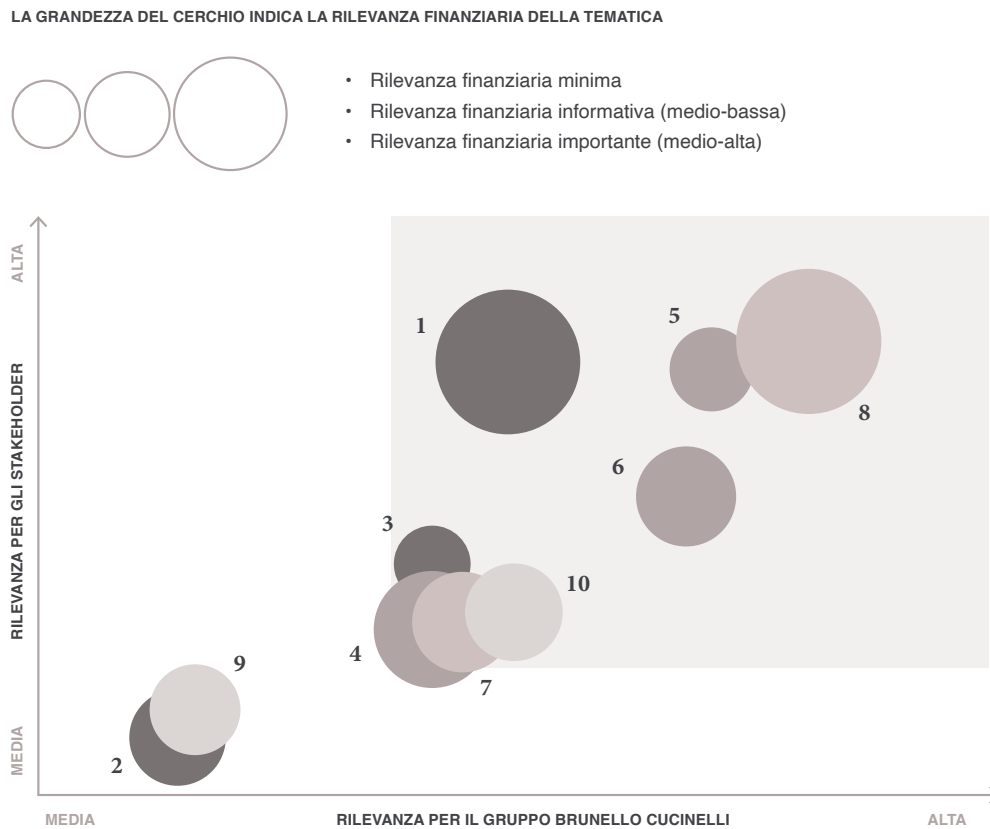 LA GRANDEZZA DEL CERCHIO INDICA LA RILEVANZA FINANZIARIA DELLA TEMATICA
• Rilevanza finanziaria minima
• Rilevanza finanziaria informativa (medio-bassa)
• Rilevanza finanziaria importante (medio-alta)
ALTA
RILEVANZA PER GLI STAKEHOLDER
MEDIA
1
5
8
6
3
10
4
7
9
2
MEDIA
RILEVANZA PER IL GRUPPO BRUNELLO CUCINELLI
ALTA